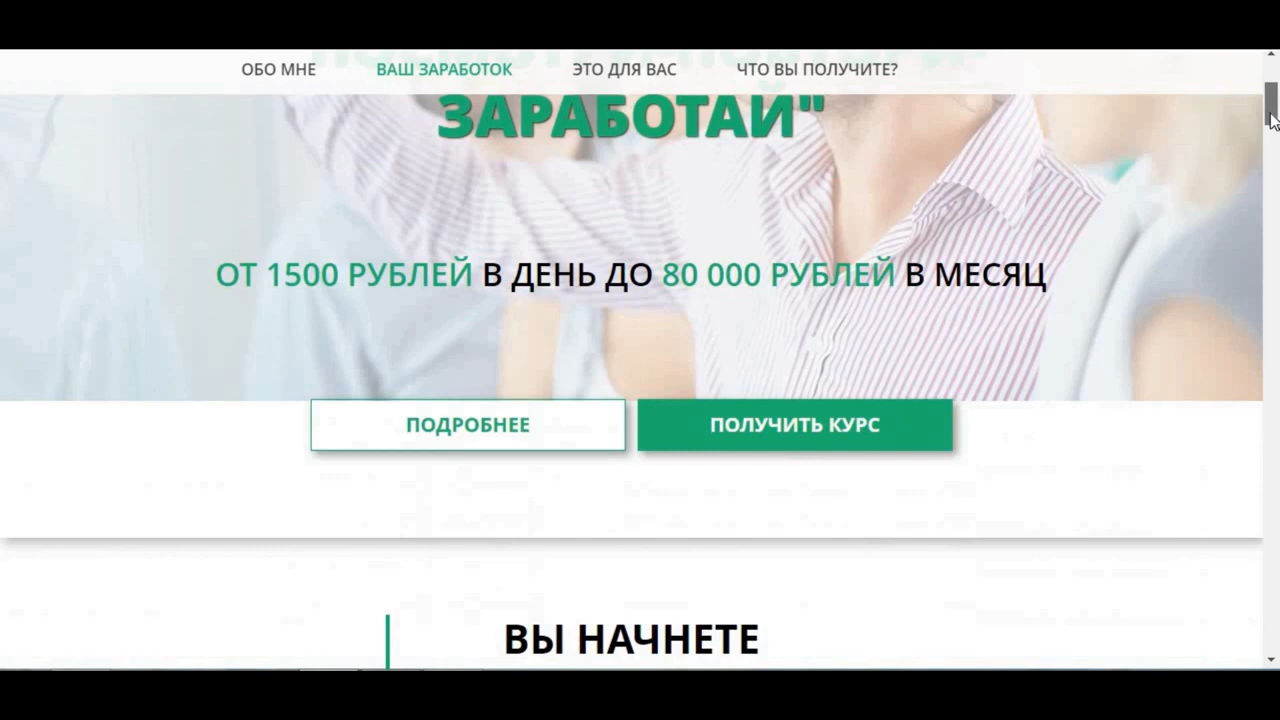 ОБО МНЕ ВАШ ЗАРАБОТОК ЭТО ДЛЯ ВАС ЧТО ВЫ ПОЛУЧИТЕ?
ЗАРАБОТАЙ"
ОТ 1500 РУБЛЕЙ В ДЕНЬ ДО 80 000 РУБЛЕЙ В МЕСЯЦ
ПОДРОБНЕЕ ПОЛУЧИТЬ КУРС
ВЫ НАЧНЕТЕ